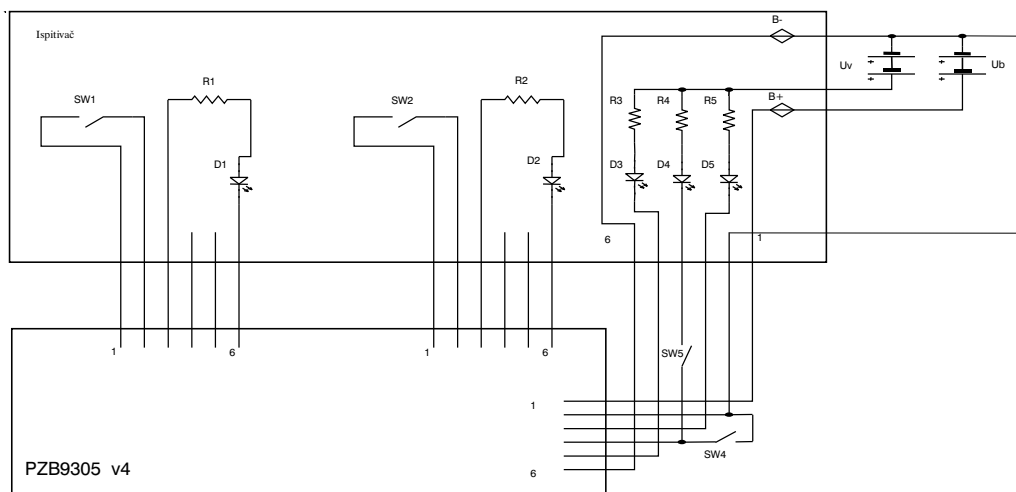 Ispitivač
B-
Uv
Ub
+
+
+
+
R1
R2
SW1
SW2
R3
R4
R5
B+
D1
D2
D3
D4
D5
6
1
1
6
1
6
SW5
1
SW4
6
PZB9305 v4